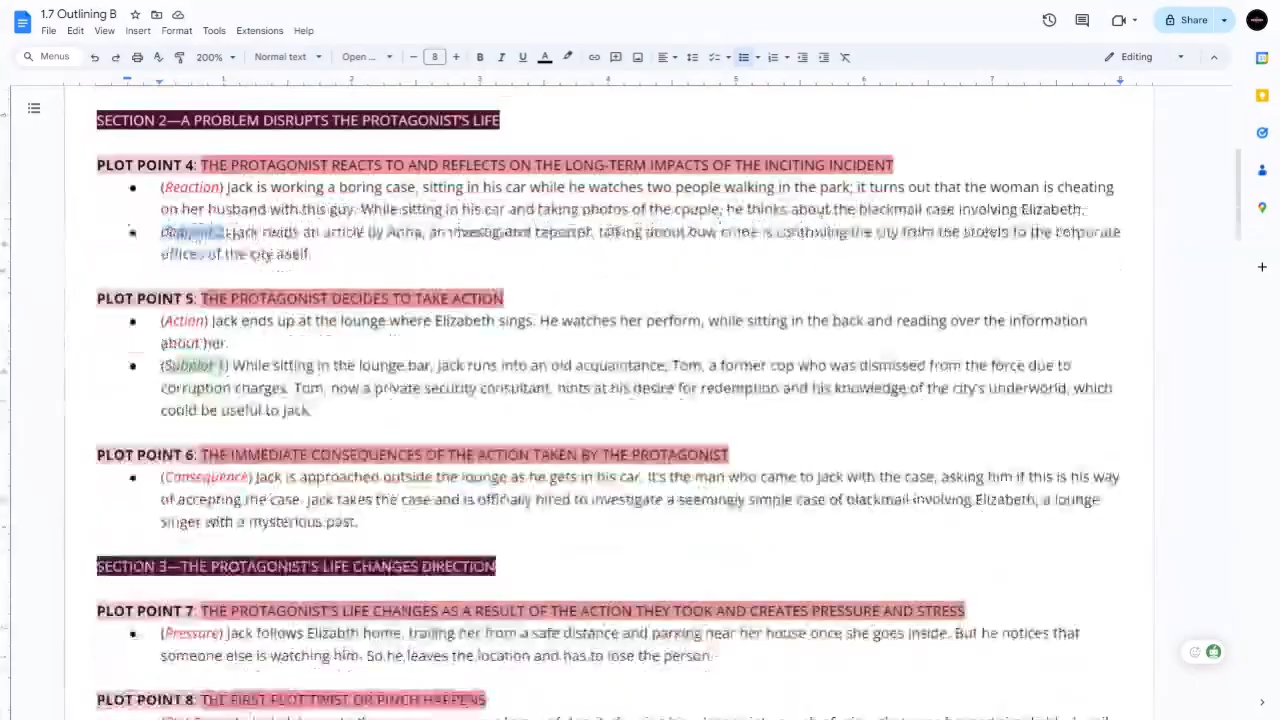 1.7 Outlining B
File Edit View Insert Format Tools Extensions Help
Share
Menus 200% Normal text Open ... 8 B I U A Editing
1 2 3 4 5 6 7
SECTION 2—A PROBLEM DISRUPTS THE PROTAGONIST'S LIFE
PLOT POINT 4: THE PROTAGONIST REACTS TO AND REFLECTS ON THE LONG-TERM IMPACTS OF THE INCITING INCIDENT
(Reaction) Jack is working a boring case, sitting in his car while he watches two people walking in the park; it turns out that the woman is cheating
on her husband with this guy. While sitting in his car and taking photos of the couple, he thinks about the blackmail case involving Elizabeth.
Jack reads an article by Anna, an investigative reporter, talking about how crime is controlling the city from the streets to the corporate
offices of the city itself.
PLOT POINT 5: THE PROTAGONIST DECIDES TO TAKE ACTION
(Action) Jack ends up at the lounge where Elizabeth sings. He watches her perform, while sitting in the back and reading over the information
about her.
(Subplot 1) While sitting in the lounge bar, Jack runs into an old acquaintance, Tom, a former cop who was dismissed from the force due to
corruption charges. Tom, now a private security consultant, hints at his desire for redemption and his knowledge of the city's underworld, which
could be useful to Jack.
PLOT POINT 6: THE IMMEDIATE CONSEQUENCES OF THE ACTION TAKEN BY THE PROTAGONIST
(Consequence) Jack is approached outside the lounge as he gets in his car. It's the man who came to Jack with the case, asking him if this is his way
of accepting the case. Jack takes the case and is officially hired to investigate a seemingly simple case of blackmail involving Elizabeth, a lounge
singer with a mysterious past.
SECTION 3—THE PROTAGONIST'S LIFE CHANGES DIRECTION
PLOT POINT 7: THE PROTAGONIST'S LIFE CHANGES AS A RESULT OF THE ACTION THEY TOOK AND CREATES PRESSURE AND STRESS
(Pressure) Jack follows Elizabth home, trailing her from a safe distance and parking near her house once she goes inside. But he notices that
someone else is watching him. So he leaves the location and has to lose the person.
PLOT POINT 8: THE FIRST PLOT TWIST OR PINCH HAPPENS